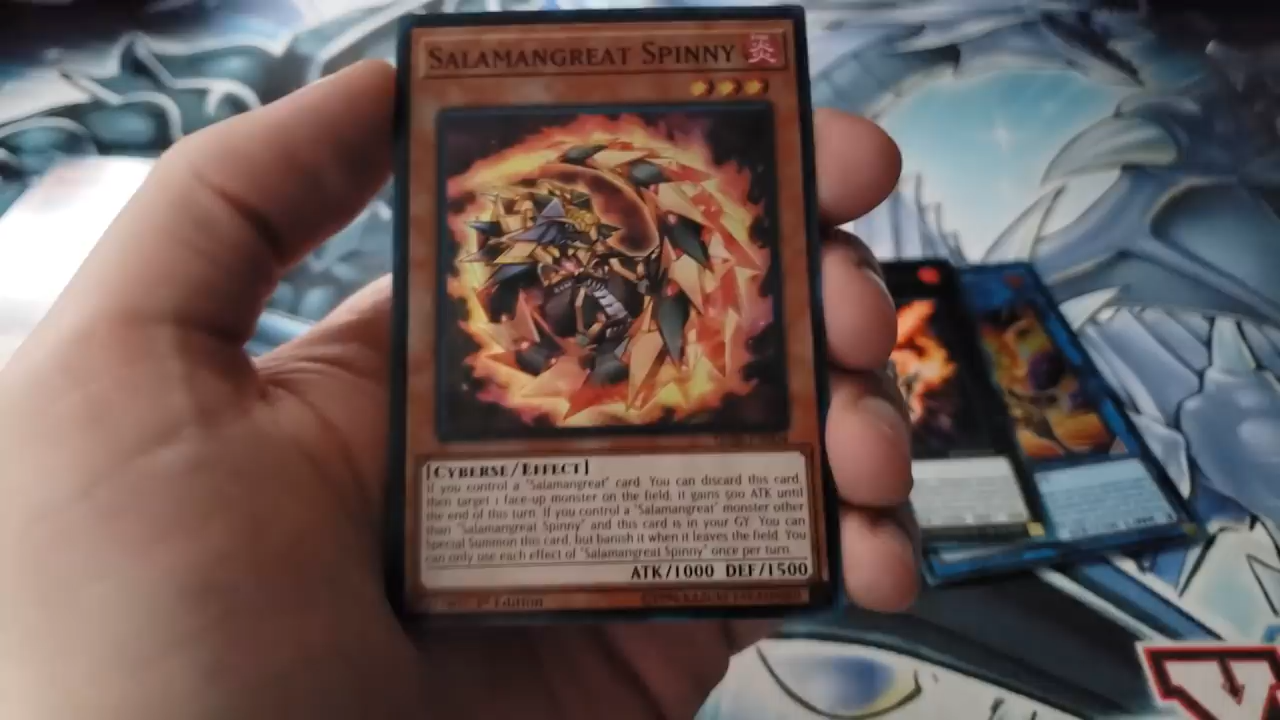 SALAMANGREAT SPINNY
炎
[CYBERSE/EFFECT]
If you control a "Salamangreat" card: You can discard this card,
then target 1 face-up monster on the field; it gains 500 ATK until
the end of this turn. If you control a "Salamangreat" monster other
than "Salamangreat Spinny" and this card is in your GY: You can
Special Summon this card, but banish it when it leaves the field. You
can only use each effect of "Salamangreat Spinny" once per turn.
ATK/1000 DEF/1500
1st Edition